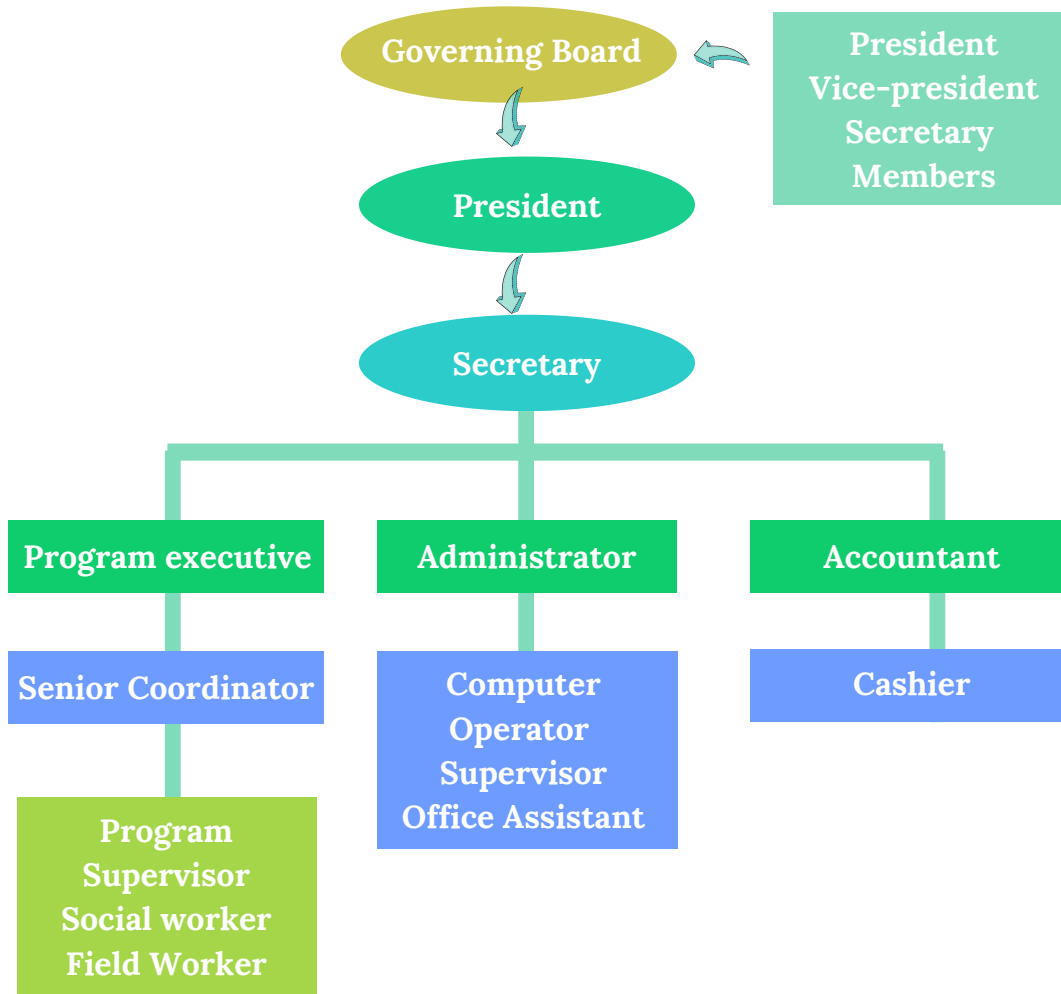 Governing Board
President
Vice-president
Secretary
Members
President
Secretary
Program executive
Administrator
Accountant
Senior Coordinator
Computer
Operator
Supervisor
Office Assistant
Cashier
Program
Supervisor
Social worker
Field Worker